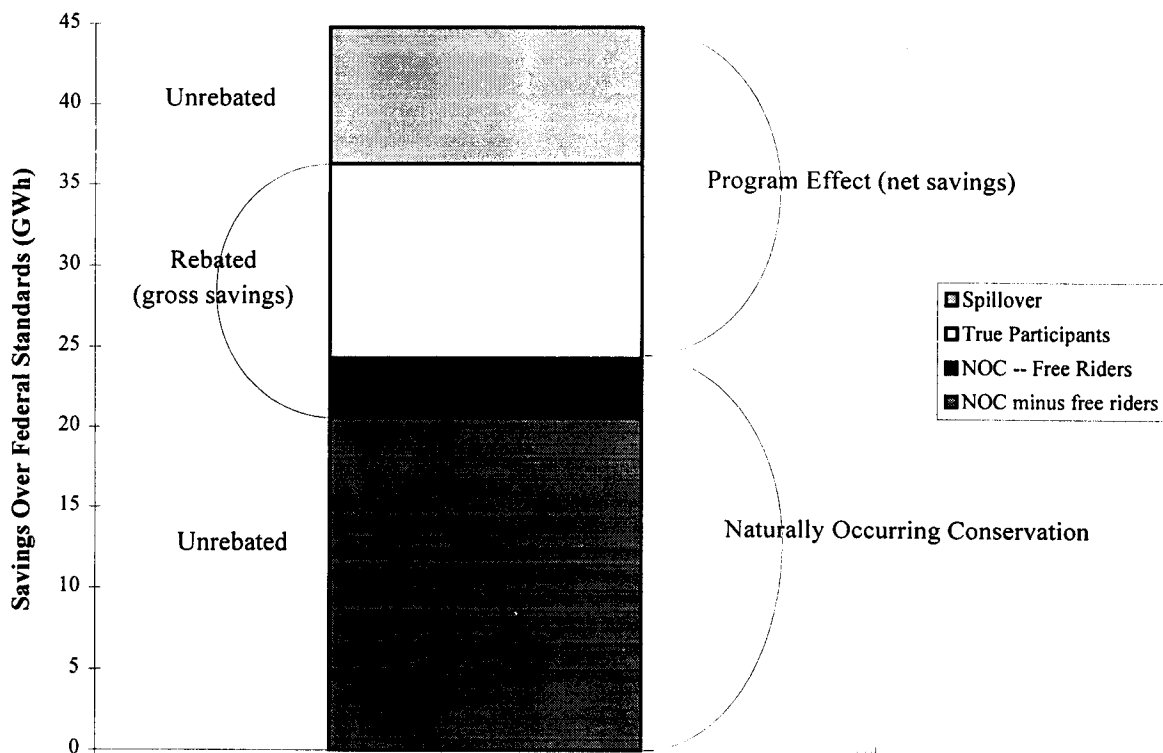 Savings Over Federal Standards (GWh)
45
40
35
30
25
20
15
10
5
0
Unrebated
Rebated
(gross savings)
Unrebated
Program Effect (net savings)
Naturally Occurring Conservation
Spillover
True Participants
NOC -- Free Riders
NOC minus free riders